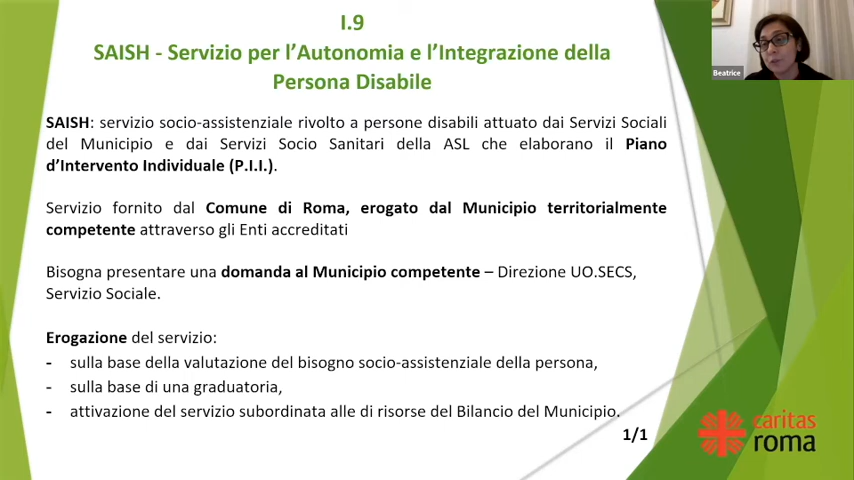 I.9
SAISH - Servizio per l’Autonomia e l’Integrazione della
Persona Disabile
SAISH: servizio socio-assistenziale rivolto a persone disabili attuato dai Servizi Sociali
del Municipio e dai Servizi Socio Sanitari della ASL che elaborano il Piano
d’Intervento Individuale (P.I.I.).
Servizio fornito dal Comune di Roma, erogato dal Municipio territorialmente
competente attraverso gli Enti accreditati
Bisogna presentare una domanda al Municipio competente – Direzione UO.SECS,
Servizio Sociale.
Erogazione del servizio:
- sulla base della valutazione del bisogno socio-assistenziale della persona,
- sulla base di una graduatoria,
- attivazione del servizio subordinata alle di risorse del Bilancio del Municipio.
1/1
Beatrice
caritas
roma